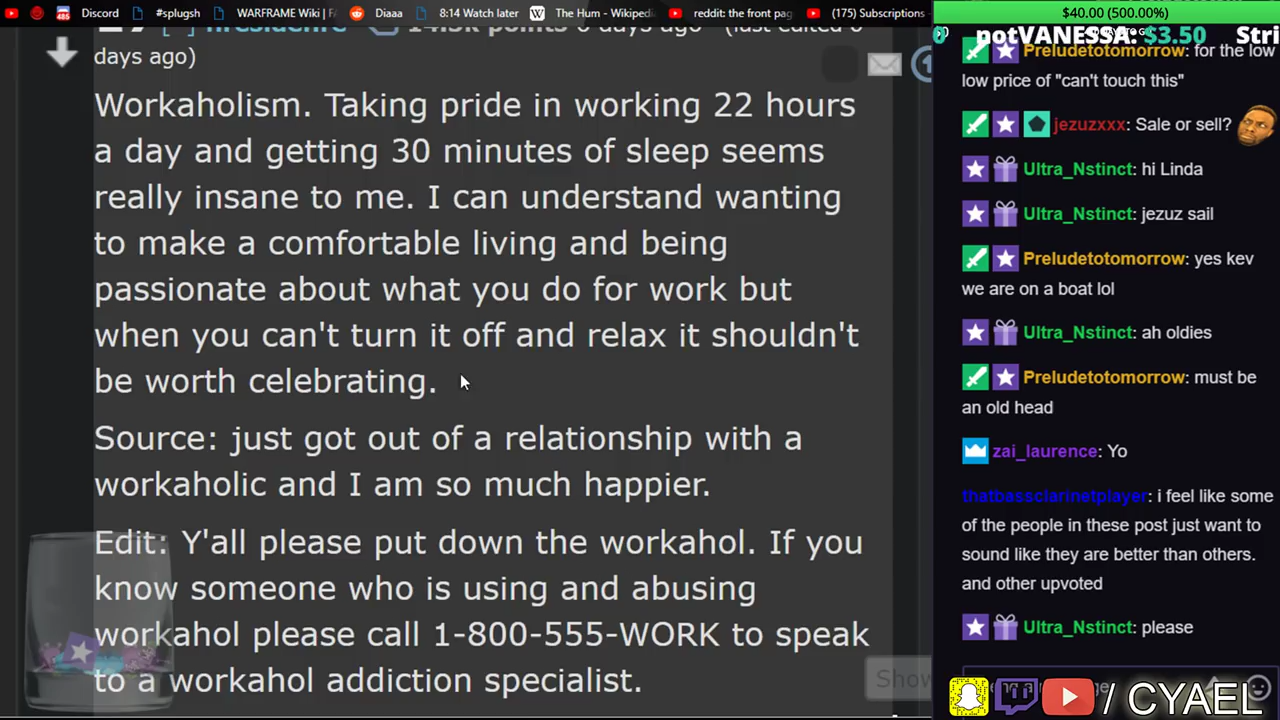 Discord
#splugsh
WARFRAME Wiki | FA
Diaaa
8:14 Watch later
The Hum - Wikipedi
reddit: the front pag
(175) Subscriptions
days ago)
Workaholism. Taking pride in working 22 hours
a day and getting 30 minutes of sleep seems
really insane to me. I can understand wanting
to make a comfortable living and being
passionate about what you do for work but
when you can't turn it off and relax it shouldn't
be worth celebrating.
Source: just got out of a relationship with a
workaholic and I am so much happier.
Edit: Y'all please put down the workahol. If you
know someone who is using and abusing
workahol please call 1-800-555-WORK to speak
to a workahol addiction specialist.
Show
$40.00 (500.00%)
0 notVANESSA: $3.50 Stri
Preludetotomorrow: for the low
low price of "can't touch this"
jezuzxxx: Sale or sell?
Ultra_Nstinct: hi Linda
Ultra_Nstinct: jezuz sail
Preludetotomorrow: yes kev
we are on a boat lol
Ultra_Nstinct: ah oldies
Preludetotomorrow: must be
an old head
zai_laurence: Yo
thatbassclarinetplayer: i feel like some
of the people in these post just want to
sound like they are better than others.
and other upvoted
Ultra_Nstinct: please
/ CYAEL